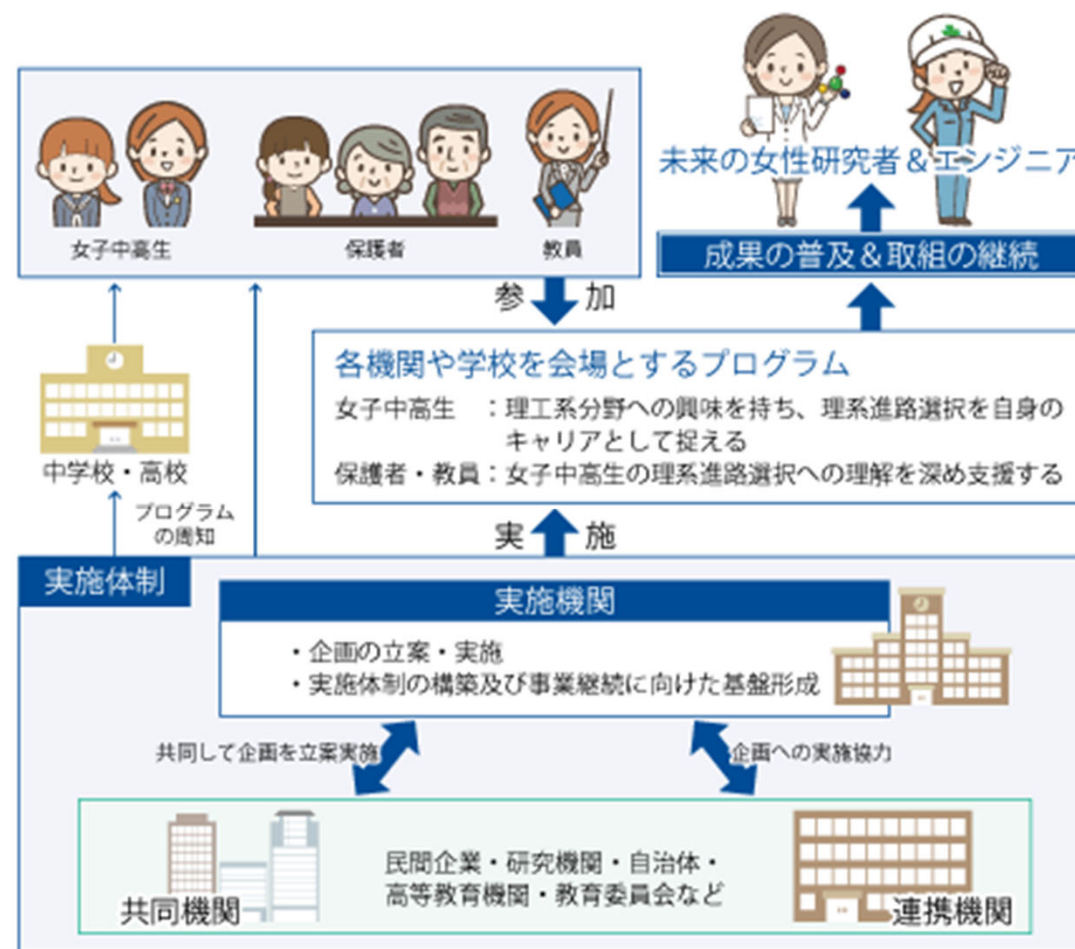 女子中高生
保護者
教員
未来の女性研究者&エンジニア
成果の普及&取組の継続
参加
各機関や学校を会場とするプログラム
女子中高生 :理工系分野への興味を持ち、理系進路選択を自身の
キャリアとして捉える
保護者・教員:女子中高生の理系進路選択への理解を深め支援する
中学校・高校
プログラム
の周知
実施
実施体制
実施機関
・企画の立案・実施
・実施体制の構築及び事業継続に向けた基盤形成
共同して企画を立案実施
企画への実施協力
民間企業・研究機関・自治体・
高等教育機関・教育委員会など
共同機関
連携機関